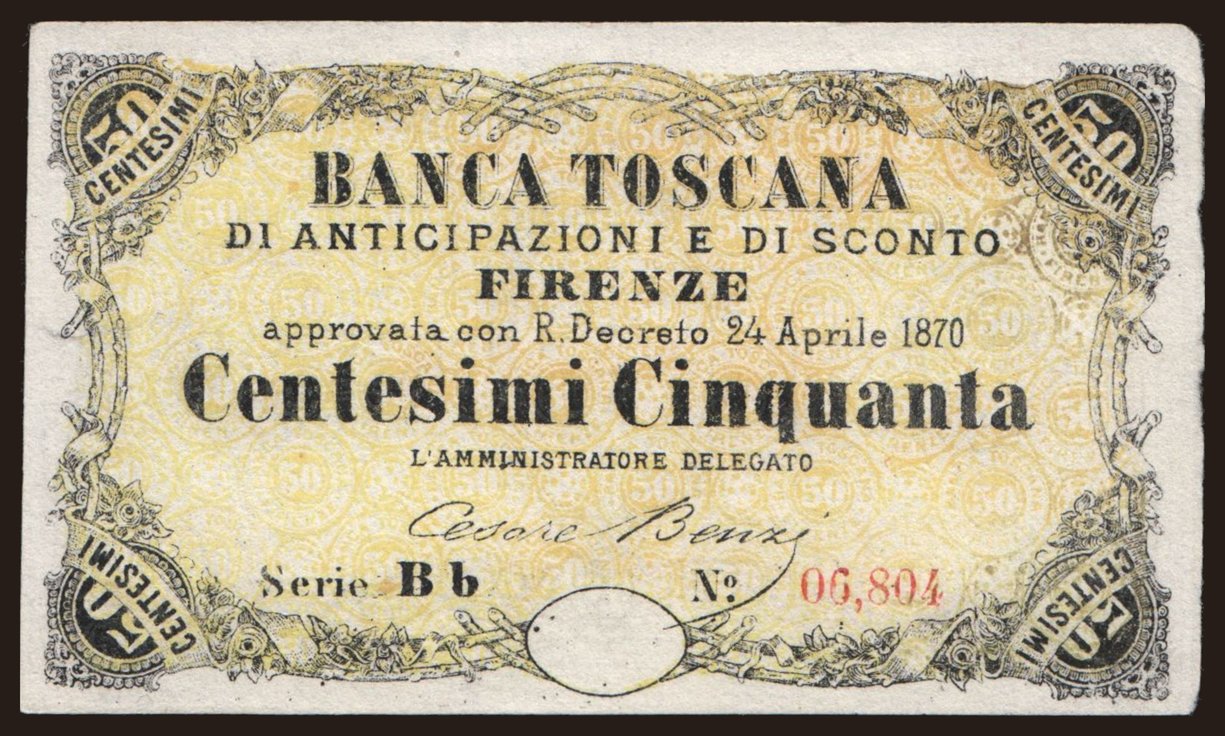 50 CENTESIMI
50 CENTESIMI
BANCA TOSCANA
DI ANTICIPAZIONI E DI SCONTO
FIRENZE
approvata con R. Decreto 24 Aprile 1870
Centesimi Cinquanta
L'AMMINISTRATORE DELEGATO
Cesare Benzi
Serie Bb Nº. 06,804
50 CENTESIMI
50 CENTESIMI